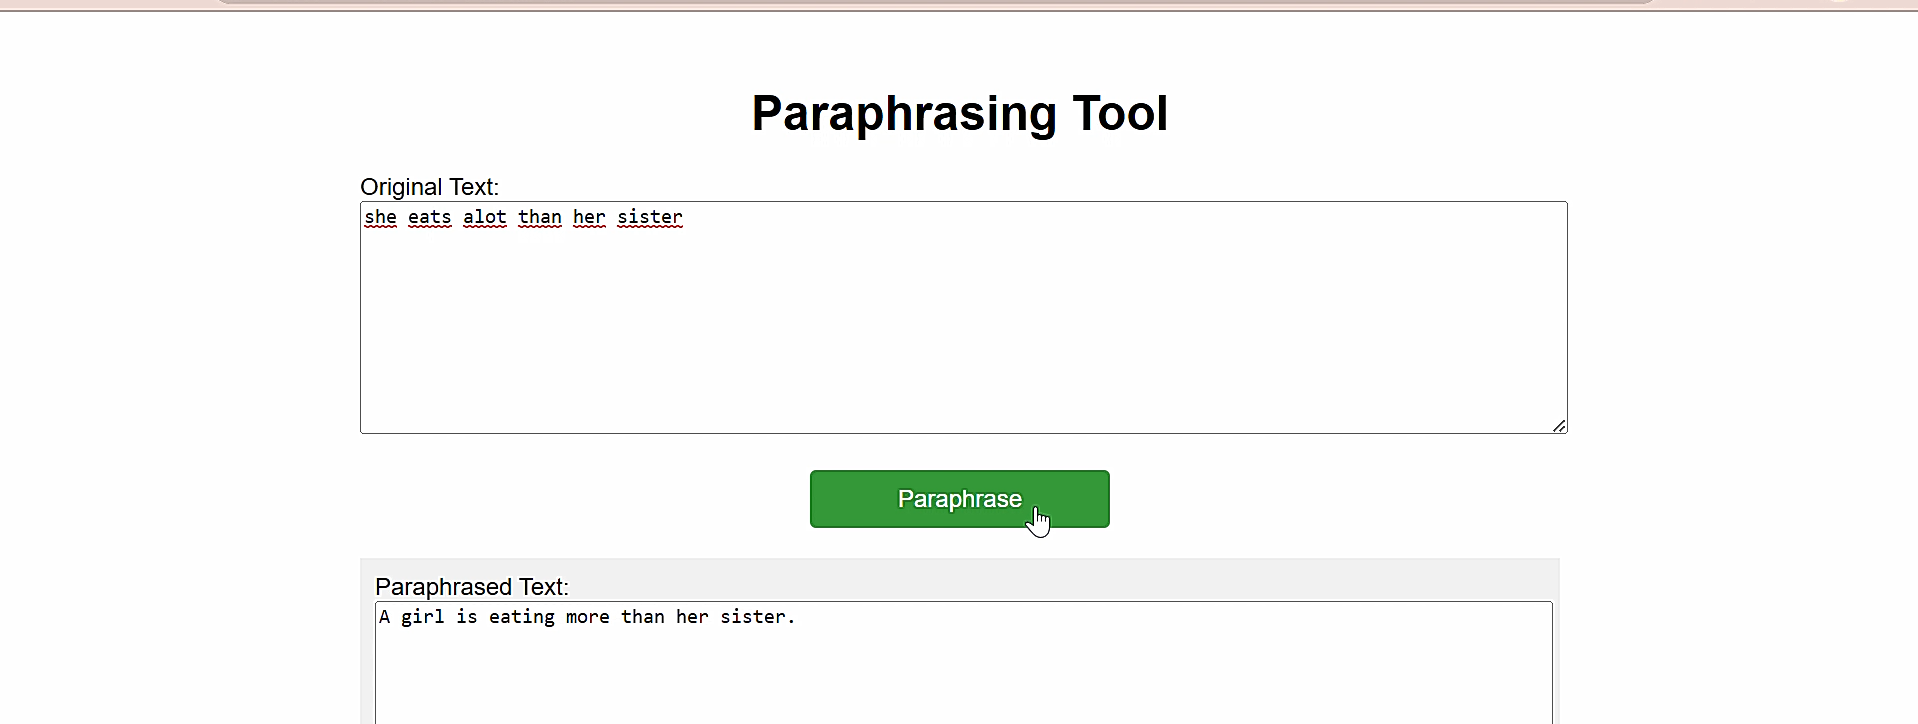 Paraphrasing Tool
Original Text:
she eats alot than her sister
Paraphrase
Paraphrased Text:
A girl is eating more than her sister.